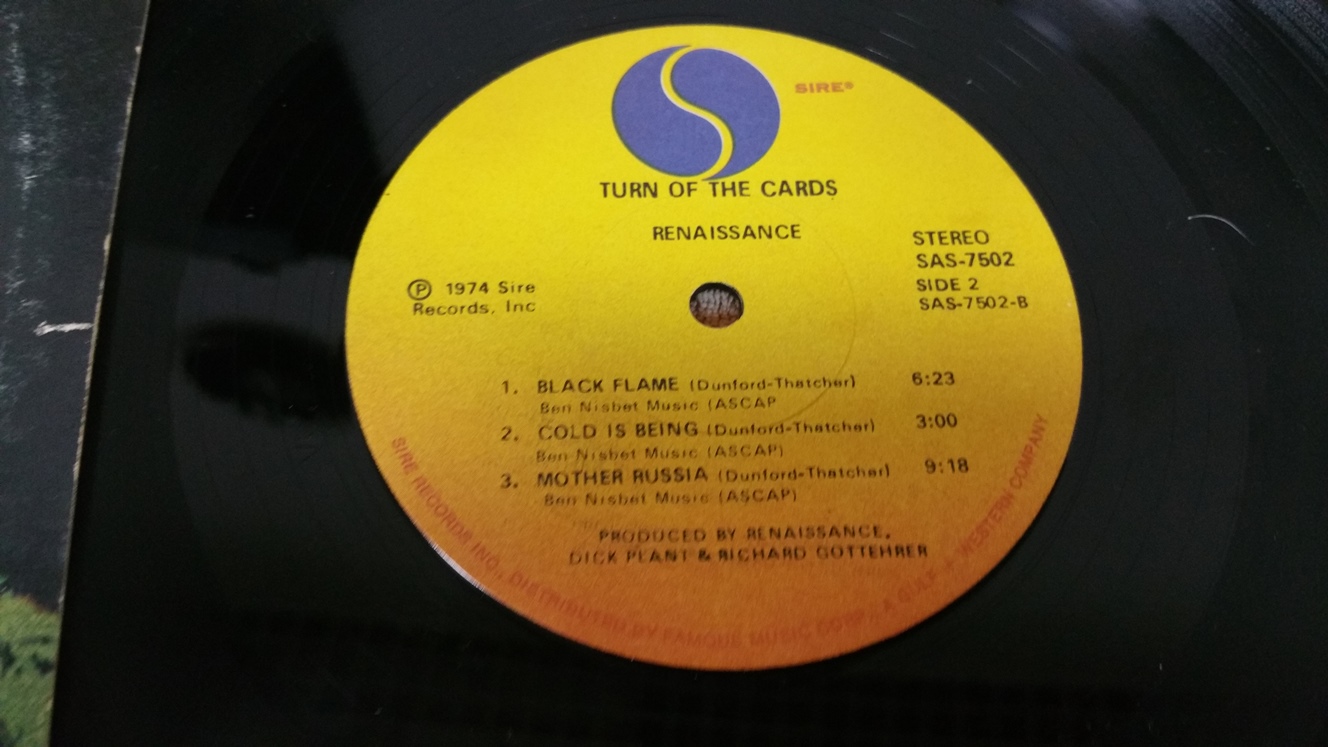 SIRE®
TURN OF THE CARDS
RENAISSANCE
STEREO
SAS-7502
SIDE 2
SAS-7502-B
℗ 1974 Sire
Records, Inc
1. BLACK FLAME (Dunford-Thatcher) 6:23
Ben Nisbet Music (ASCAP
2. COLD IS BEING (Dunford-Thatcher) 3:00
Ben Nisbet Music (ASCAP)
3. MOTHER RUSSIA (Dunford-Thatcher) 9:18
Ben Nisbet Music (ASCAP)
PRODUCED BY RENAISSANCE,
DICK PLANT & RICHARD GOTTEHRER
SIRE RECORDS INC., DISTRIBUTED BY FAMOUS MUSIC CORP., A GULF + WESTERN COMPANY